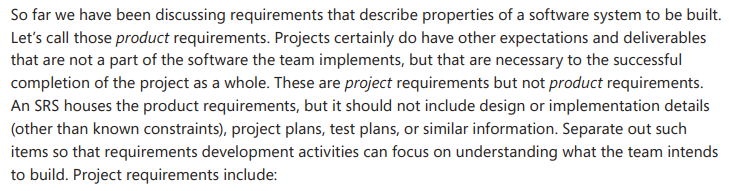 So far we have been discussing requirements that describe properties of a software system to be built.
Let's call those product requirements. Projects certainly do have other expectations and deliverables
that are not a part of the software the team implements, but that are necessary to the successful
completion of the project as a whole. These are project requirements but not product requirements.
An SRS houses the product requirements, but it should not include design or implementation details
(other than known constraints), project plans, test plans, or similar information. Separate out such
items so that requirements development activities can focus on understanding what the team intends
to build. Project requirements include: